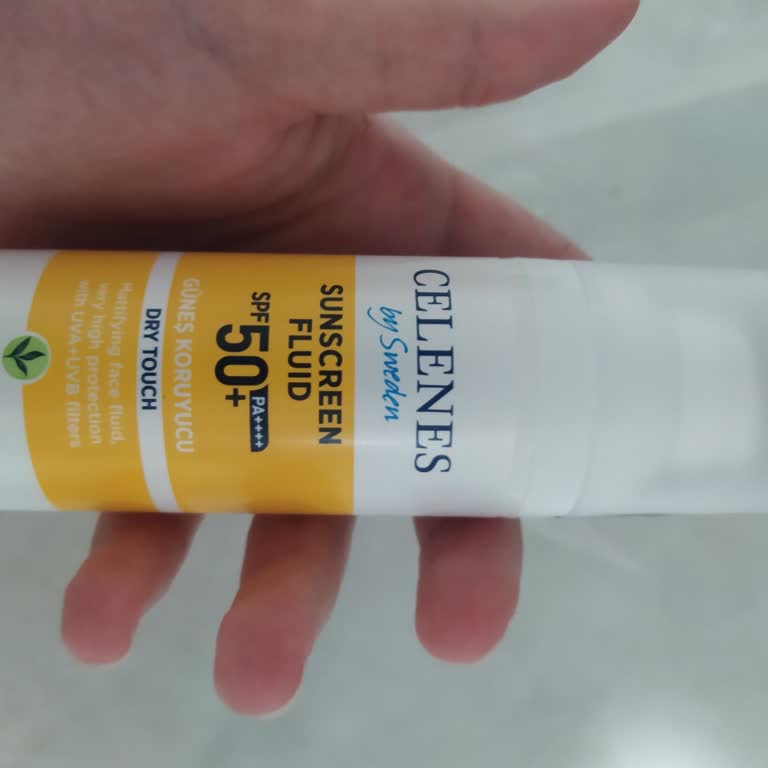 CELENES
by Sweden
SUNSCREEN
FLUID
SPF 50+ PA++++
GÜNEŞ KORUYUCU
DRY TOUCH
Mattifying face fluid,
very high protection
with UVA+UVB filters